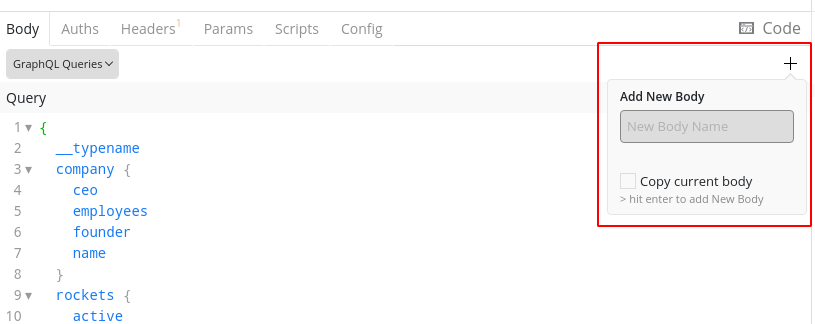 Body Auths Headers 1 Params Scripts Config Code
GraphQL Queries
Query
Add New Body
New Body Name
Copy current body
> hit enter to add New Body
1 {
2 __typename
3 company {
4 ceo
5 employees
6 founder
7 name
8 }
9 rockets {
10 active